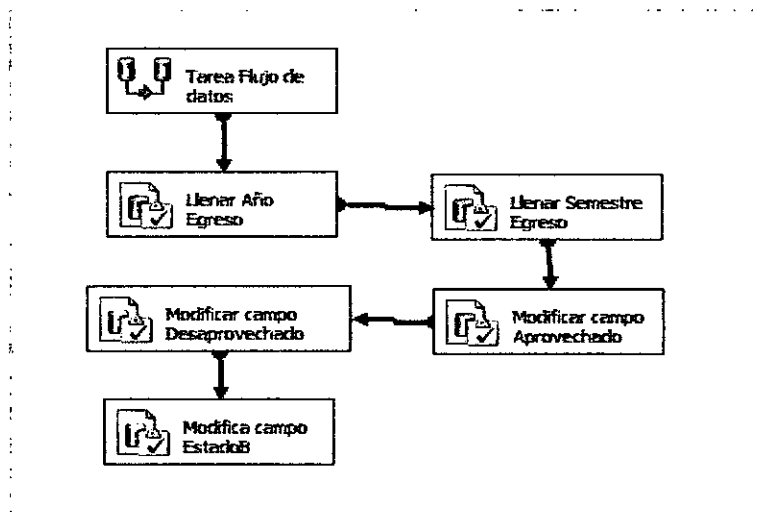 Tarea Flujo de
datos
Llenar Año
Egreso
Llenar Semestre
Egreso
Modificar campo
Aprovechado
Modificar campo
Desaprovechado
Modifica campo
EstadoB